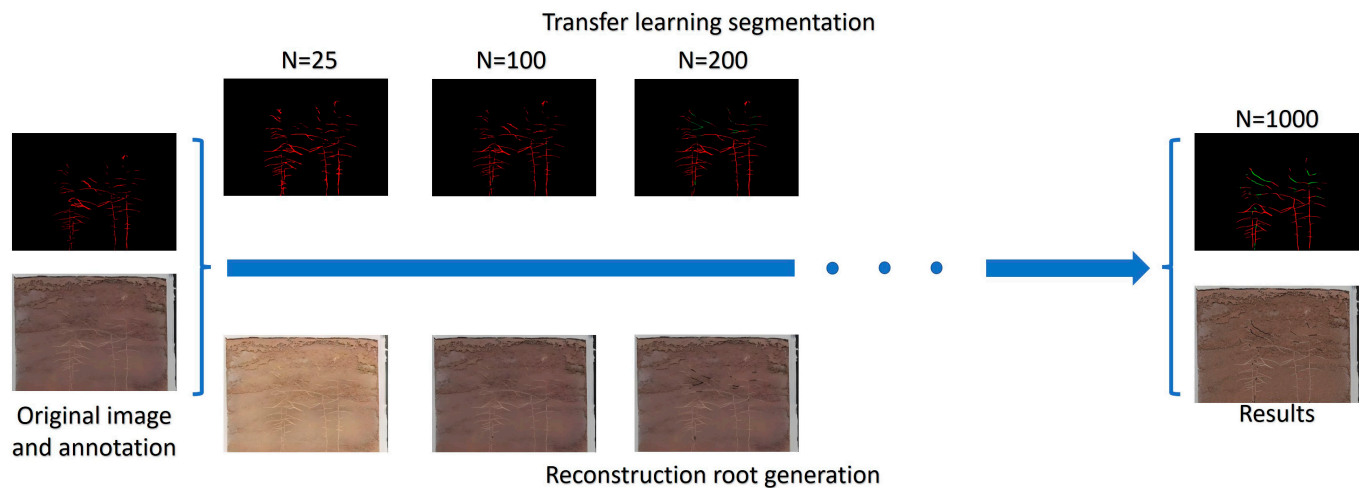 Transfer learning segmentation
N=25
N=100
N=200
N=1000
Original image
and annotation
Results
Reconstruction root generation